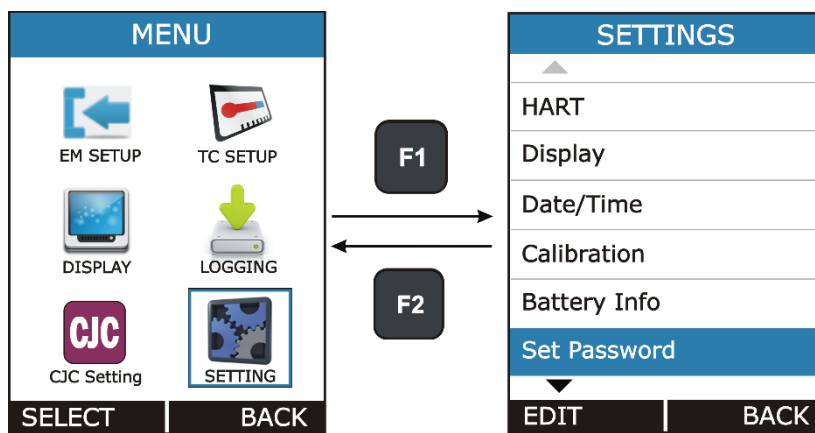 MENU
EM SETUP
TC SETUP
DISPLAY
LOGGING
CJC
CJC Setting
SETTING
SELECT
BACK
F1
F2
SETTINGS
HART
Display
Date/Time
Calibration
Battery Info
Set Password
EDIT
BACK